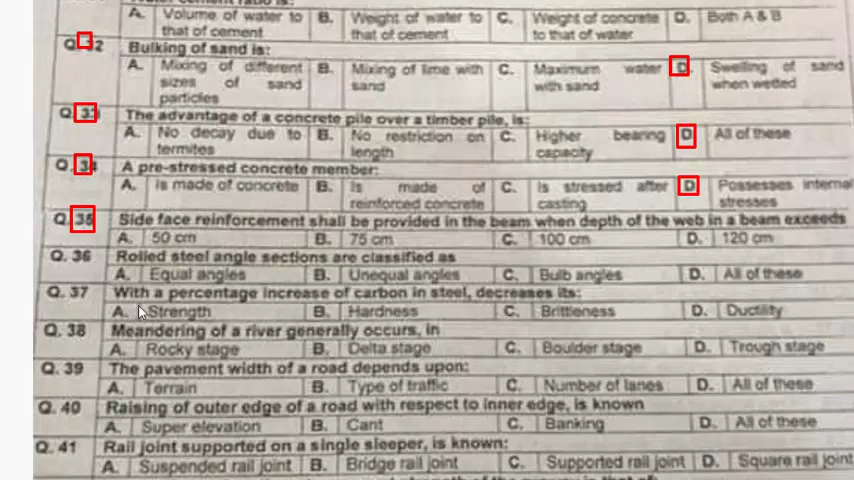 A. Volume of water to that of cement B. Weight of water to that of cement C. Weight of concrete to that of water D. Both A & B
Q. 32 Bulking of sand is:
A. Mixing of different sizes of sand particles B. Mixing of lime with sand C. Maximum water with sand D. Swelling of sand when wetted
Q. 33 The advantage of a concrete pile over a timber pile, is:
A. No decay due to termites B. No restriction on length C. Higher bearing capacity D. All of these
Q. 34 A pre-stressed concrete member:
A. is made of concrete B. Is made of reinforced concrete C. Is stressed after casting D. Possesses internal stresses
Q. 35 Side face reinforcement shall be provided in the beam when depth of the web in a beam exceeds
A. 50 cm B. 75 cm C. 100 cm D. 120 cm
Q. 36 Rolled steel angle sections are classified as
A. Equal angles B. Unequal angles C. Bulb angles D. All of these
Q. 37 With a percentage increase of carbon in steel, decreases its:
A. Strength B. Hardness C. Brittleness D. Ductility
Q. 38 Meandering of a river generally occurs, in
A. Rocky stage B. Delta stage C. Boulder stage D. Trough stage
Q. 39 The pavement width of a road depends upon:
A. Terrain B. Type of traffic C. Number of lanes D. All of these
Q. 40 Raising of outer edge of a road with respect to inner edge, is known
A. Super elevation B. Cant C. Banking D. All of these
Q. 41 Rail joint supported on a single sleeper, is known:
A. Suspended rail joint B. Bridge rail joint C. Supported rail joint D. Square rail joint